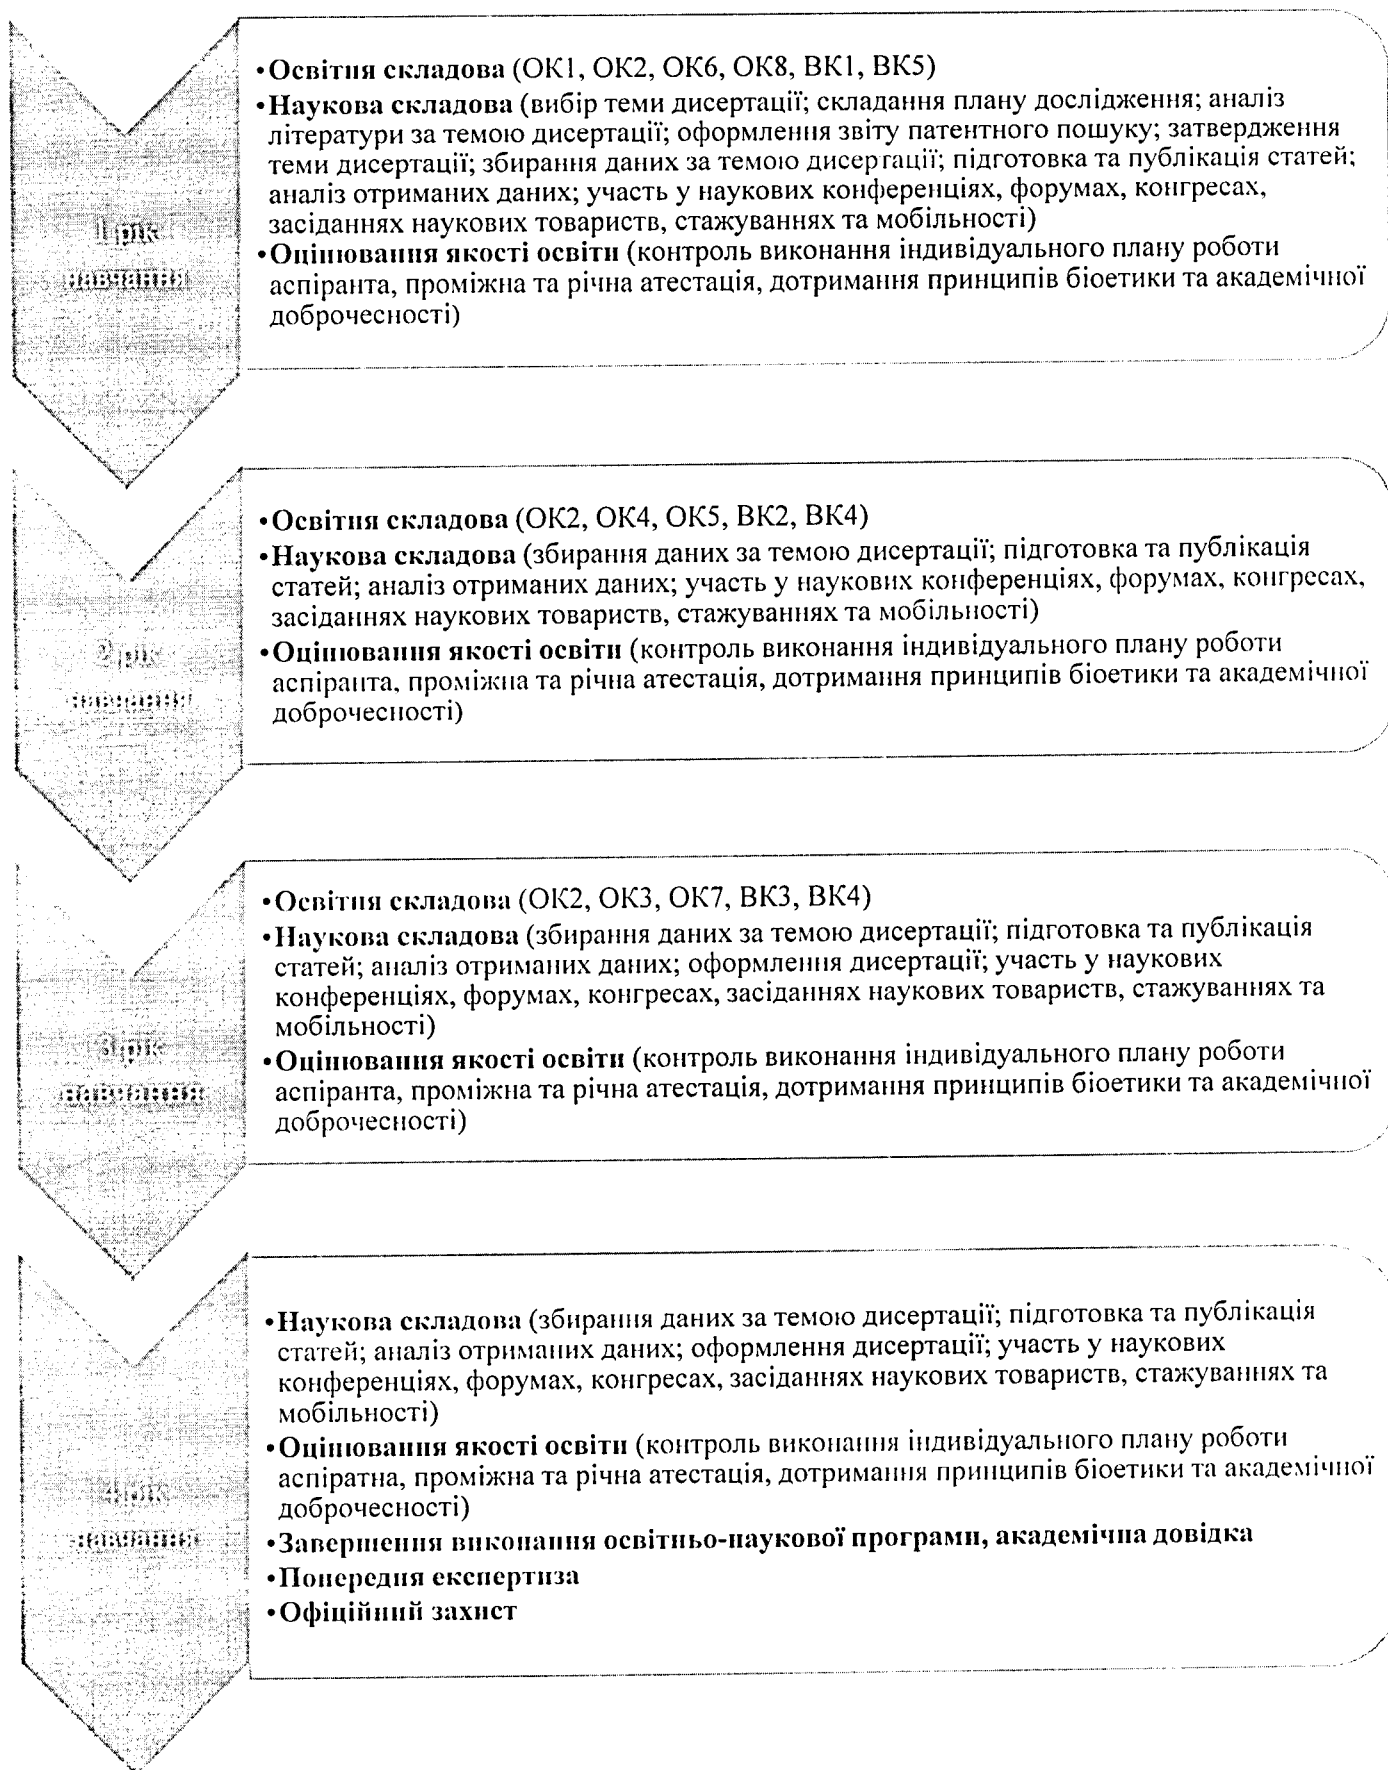 1 рік
навчання
•Освітня складова (ОК1, ОК2, ОК6, ОК8, ВК1, ВК5)
•Наукова складова (вибір теми дисертації; складання плану дослідження; аналіз
літератури за темою дисертації; оформлення звіту патентного пошуку; затвердження
теми дисертації; збирання даних за темою дисертації; підготовка та публікація статей;
аналіз отриманих даних; участь у наукових конференціях, форумах, конгресах,
засіданнях наукових товариств, стажуваннях та мобільності)
•Оцінювання якості освіти (контроль виконання індивідуального плану роботи
аспіранта, проміжна та річна атестація, дотримання принципів біоетики та академічної
доброчесності)
2 рік
навчання
•Освітня складова (ОК2, ОК4, ОК5, ВК2, ВК4)
•Наукова складова (збирання даних за темою дисертації; підготовка та публікація
статей; аналіз отриманих даних; участь у наукових конференціях, форумах, конгресах,
засіданнях наукових товариств, стажуваннях та мобільності)
•Оцінювання якості освіти (контроль виконання індивідуального плану роботи
аспіранта, проміжна та річна атестація, дотримання принципів біоетики та академічної
доброчесності)
3 рік
навчання
•Освітня складова (ОК2, ОК3, ОК7, ВК3, ВК4)
•Наукова складова (збирання даних за темою дисертації; підготовка та публікація
статей; аналіз отриманих даних; оформлення дисертації; участь у наукових
конференціях, форумах, конгресах, засіданнях наукових товариств, стажуваннях та
мобільності)
•Оцінювання якості освіти (контроль виконання індивідуального плану роботи
аспіранта, проміжна та річна атестація, дотримання принципів біоетики та академічної
доброчесності)
4 рік
навчання
•Наукова складова (збирання даних за темою дисертації; підготовка та публікація
статей; аналіз отриманих даних; оформлення дисертації; участь у наукових
конференціях, форумах, конгресах, засіданнях наукових товариств, стажуваннях та
мобільності)
•Оцінювання якості освіти (контроль виконання індивідуального плану роботи
аспіратна, проміжна та річна атестація, дотримання принципів біоетики та академічної
доброчесності)
•Завершення виконання освітньо-наукової програми, академічна довідка
•Попередня експертиза
•Офіційний захист